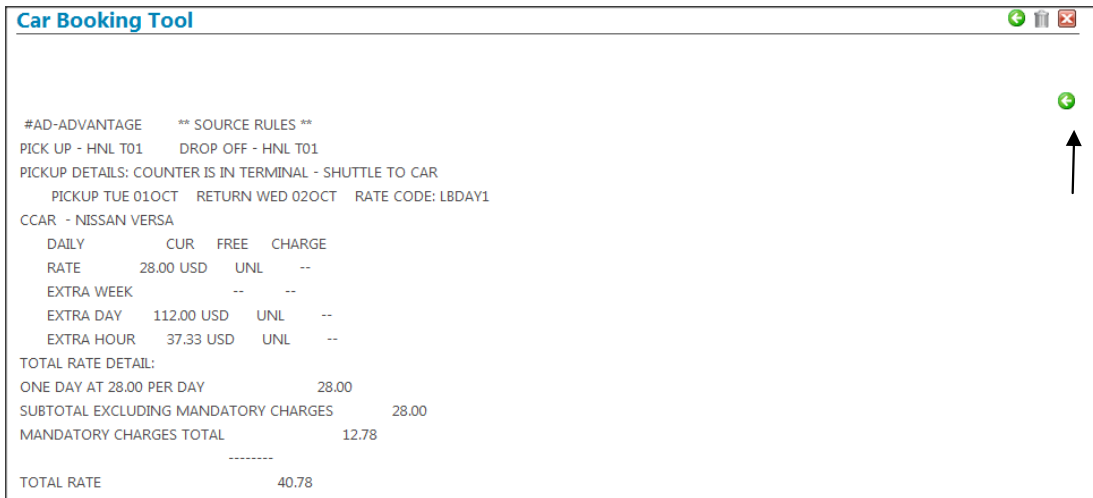 Car Booking Tool
#AD-ADVANTAGE ** SOURCE RULES **
PICK UP - HNL T01 DROP OFF - HNL T01
PICKUP DETAILS: COUNTER IS IN TERMINAL - SHUTTLE TO CAR
PICKUP TUE 01OCT RETURN WED 02OCT RATE CODE: LBDAY1
CCAR - NISSAN VERSA
DAILY CUR FREE CHARGE
RATE 28.00 USD UNL --
EXTRA WEEK -- --
EXTRA DAY 112.00 USD UNL --
EXTRA HOUR 37.33 USD UNL --
TOTAL RATE DETAIL:
ONE DAY AT 28.00 PER DAY 28.00
SUBTOTAL EXCLUDING MANDATORY CHARGES 28.00
MANDATORY CHARGES TOTAL 12.78
--------
TOTAL RATE 40.78